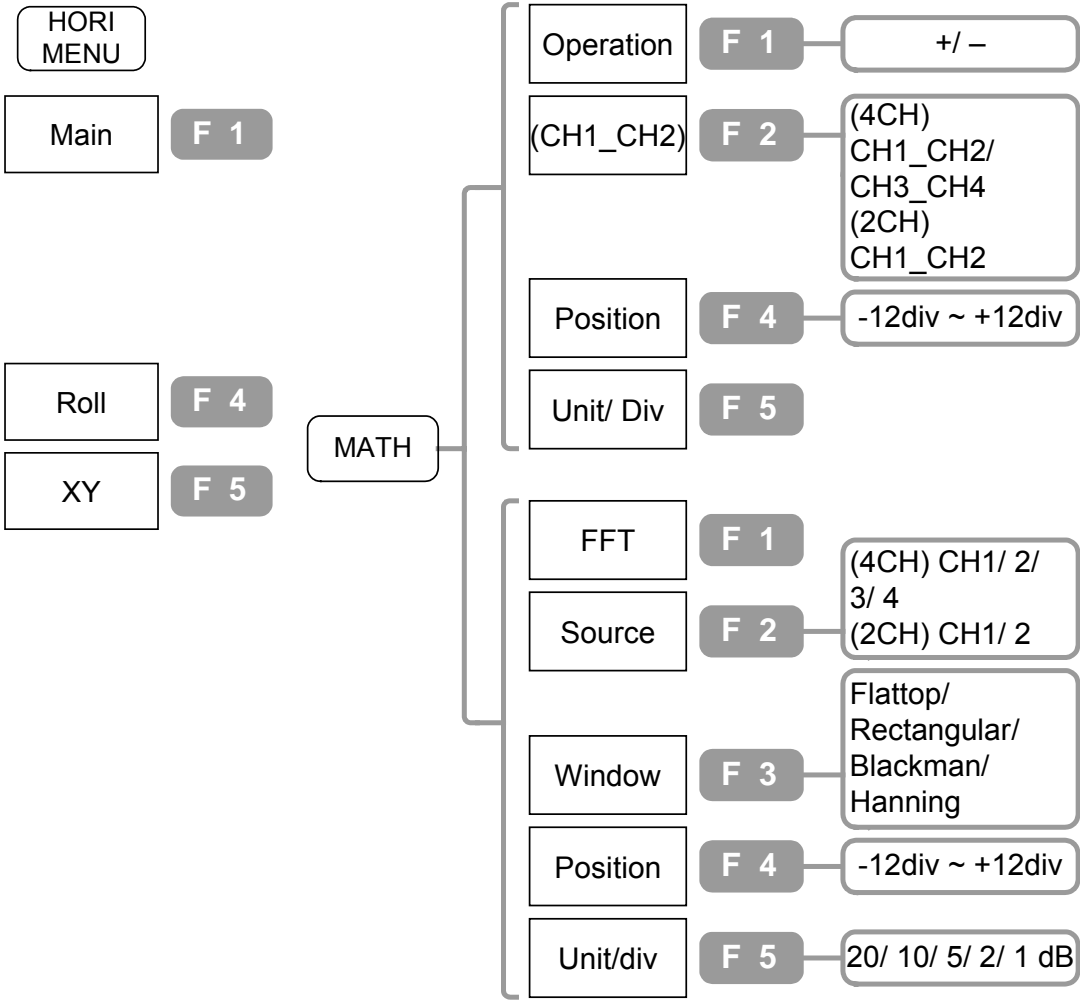 HORI
MENU
Main F 1
Roll F 4
XY F 5
MATH
Operation F 1 +/ –
(CH1_CH2) F 2 (4CH)
CH1_CH2/
CH3_CH4
(2CH)
CH1_CH2
Position F 4 -12div ~ +12div
Unit/ Div F 5
FFT F 1
Source F 2 (4CH) CH1/ 2/
3/ 4
(2CH) CH1/ 2
Window F 3 Flattop/
Rectangular/
Blackman/
Hanning
Position F 4 -12div ~ +12div
Unit/div F 5 20/ 10/ 5/ 2/ 1 dB